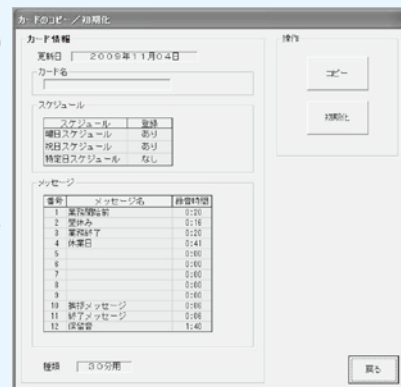 カードのコピー/初期化
カード情報
更新日 2009年11月04日
カード名
スケジュール
スケジュール 登録
曜日スケジュール あり
祝日スケジュール あり
特定日スケジュール なし
メッセージ
番号 メッセージ名 録音時間
1 業務開始前 0:20
2 昼休み 0:16
3 業務終了 0:20
4 休業日 0:41
5 0:00
6 0:00
7 0:00
8 0:00
9 0:00
10 挨拶メッセージ 0:06
11 終了メッセージ 0:06
12 保留音 1:40
種類 30分用
操作
コピー
初期化
戻る